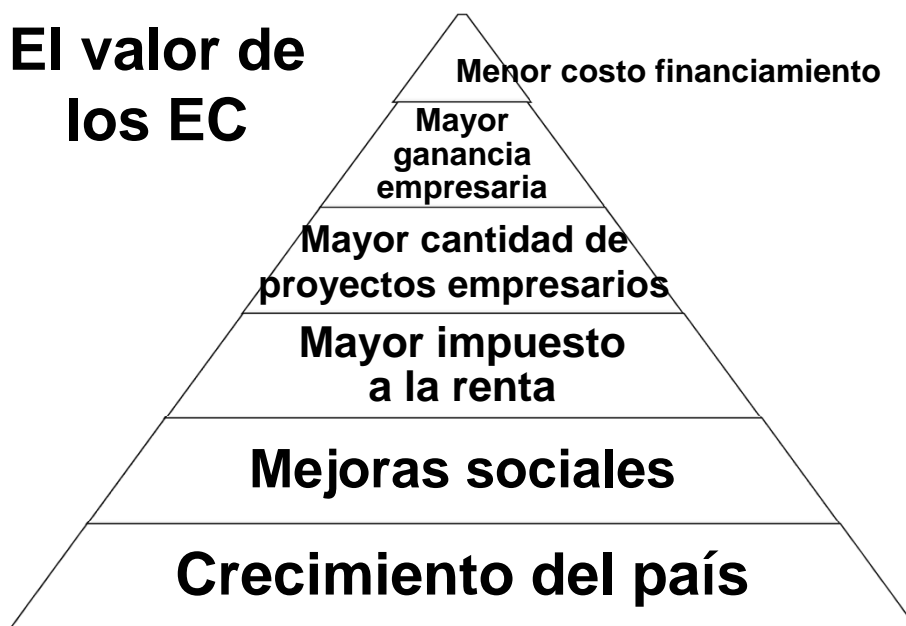 El valor de
los EC
Menor costo financiamiento
Mayor
ganancia
empresaria
Mayor cantidad de
proyectos empresarios
Mayor impuesto
a la renta
Mejoras sociales
Crecimiento del país